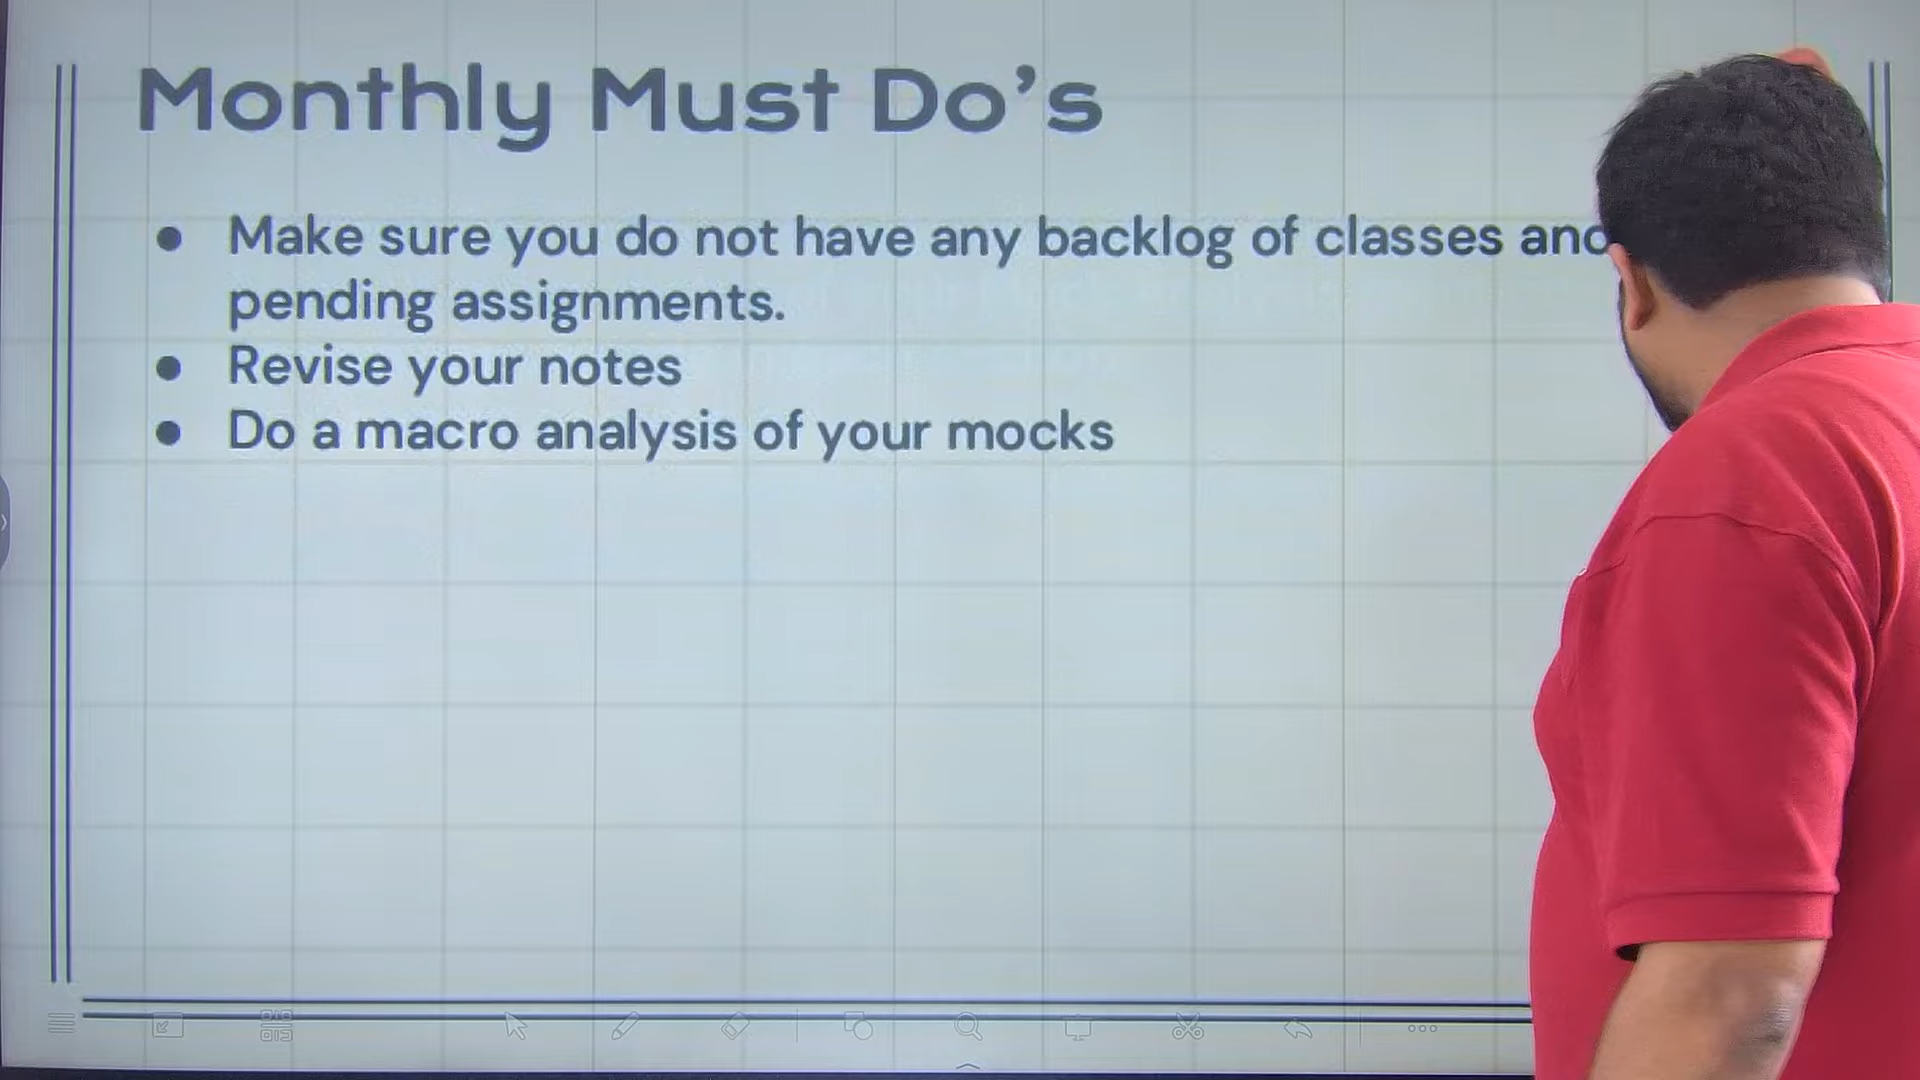 Monthly Must Do's
● Make sure you do not have any backlog of classes and
pending assignments.
● Revise your notes
● Do a macro analysis of your mocks